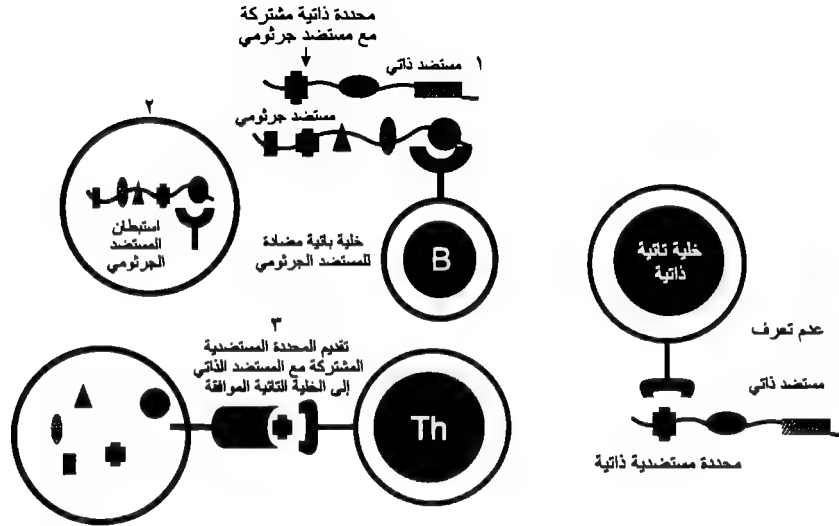 محددة ذاتية مشتركة
مع مستضد جرثومي
١ مستضد ذاتي
مستضد جرثومي
٢
استبطان
المستضد
الجرثومي
خلية بائية مضادة
للمستضد الجرثومي
B
خلية تائية
ذاتية
عدم تعرف
مستضد ذاتي
محددة مستضدية ذاتية
٣
تقديم المحددة المستضدية
المشتركة مع المستضد الذاتي
إلى الخلية التائية الموافقة
Th